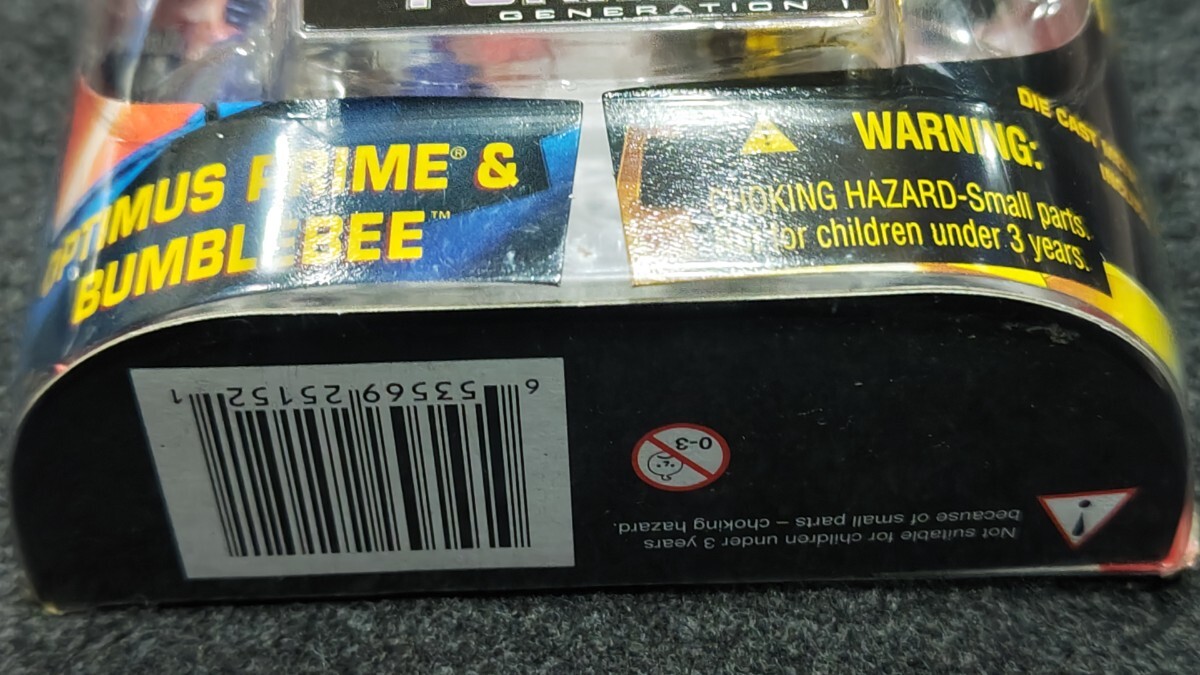 GENERATION 1
OPTIMUS PRIME® &
BUMBLEBEE™
WARNING:
CHOKING HAZARD-Small parts.
for children under 3 years.
DIE CAST
6 53569 25152 1
0-3
Not suitable for children under 3 years
because of small parts – choking hazard.